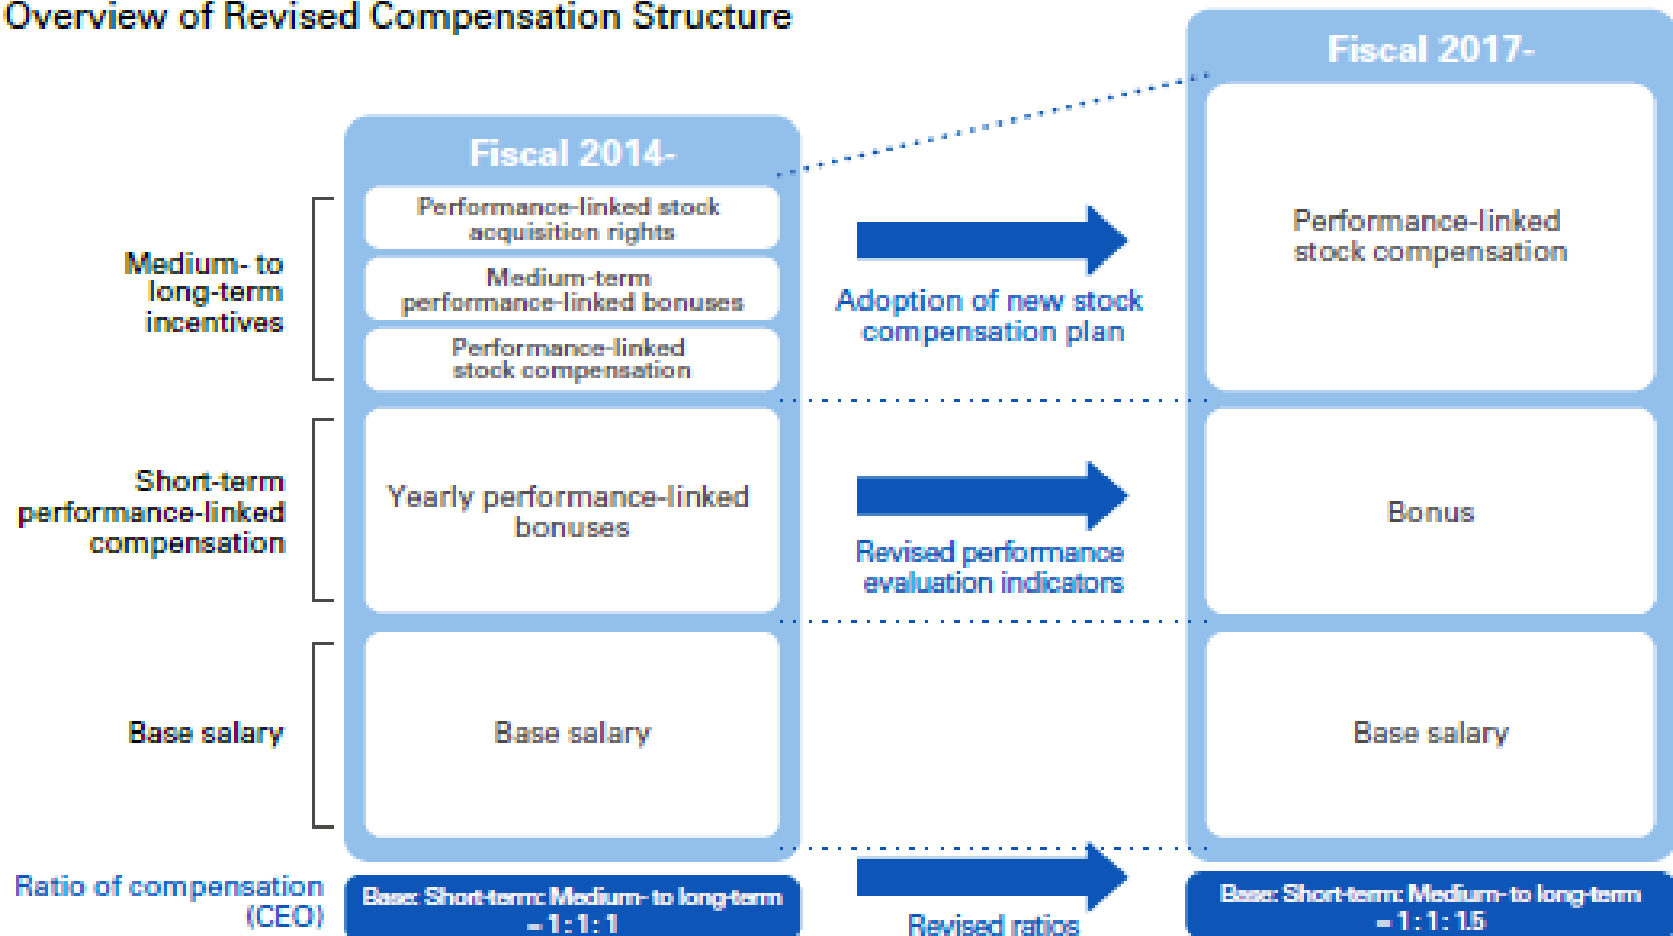 Overview of Revised Compensation Structure
Fiscal 2017-
Fiscal 2014-
Medium- to
long-term
incentives
Performance-linked stock
acquisition rights
Medium-term
performance-linked bonuses
Performance-linked
stock compensation
Adoption of new stock
compensation plan
Performance-linked
stock compensation
Short-term
performance-linked
compensation
Yearly performance-linked
bonuses
Revised performance
evaluation indicators
Bonus
Base salary
Base salary
Base salary
Ratio of compensation
(CEO)
Base: Short-term: Medium- to long-term
= 1 : 1 : 1
Revised ratios
Base: Short-term: Medium- to long-term
= 1 : 1 : 1.5